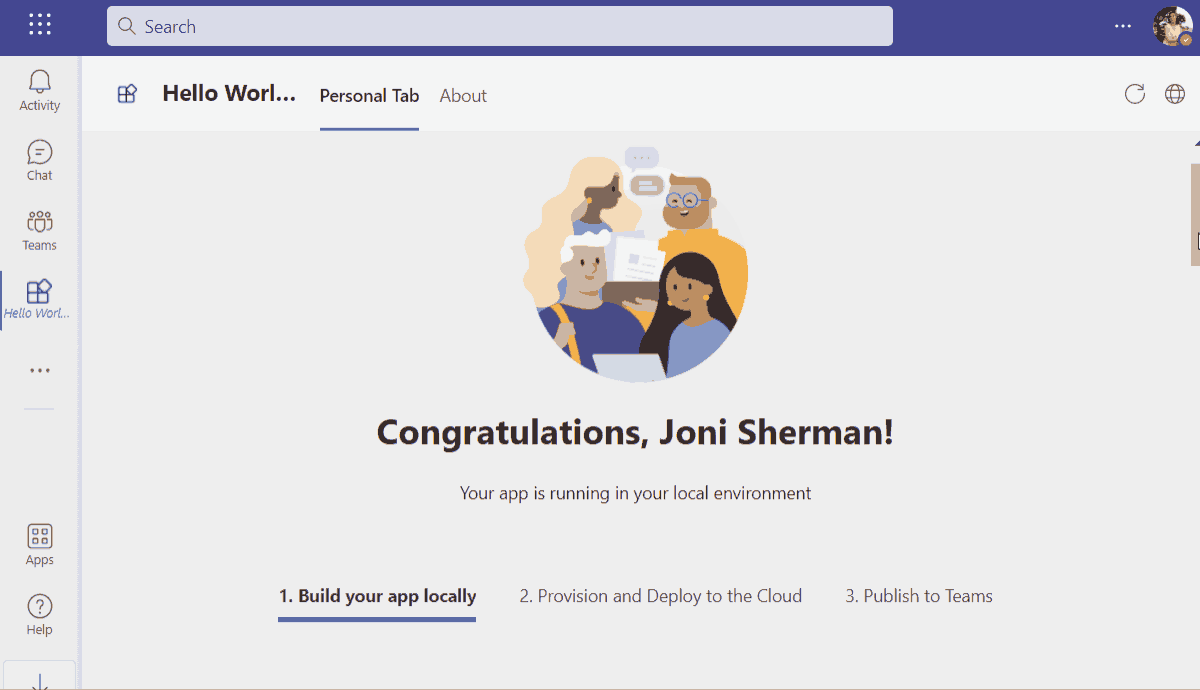 Search
Activity
Chat
Teams
Hello Worl...
Apps
Help
Hello Worl...
Personal Tab
About
Congratulations, Joni Sherman!
Your app is running in your local environment
1. Build your app locally
2. Provision and Deploy to the Cloud
3. Publish to Teams